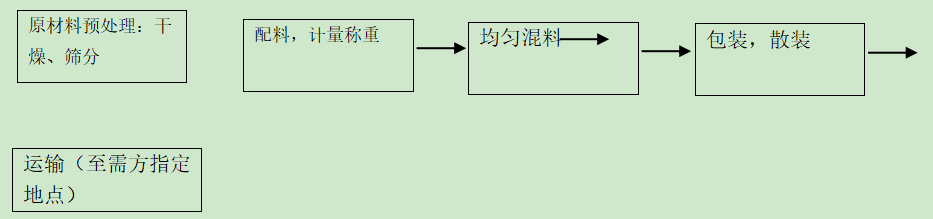 原材料预处理：干
燥、筛分
配料，计量称重
均匀混料
包装，散装
运输（至需方指定
地点）